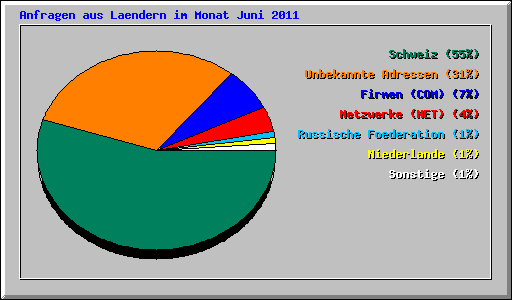 Anfragen aus Laendern im Monat Juni 2011
Schweiz (55%)
Unbekannte Adressen (31%)
Firmen (COM) (7%)
Netzwerke (NET) (4%)
Russische Foederation (1%)
Niederlande (1%)
Sonstige (1%)